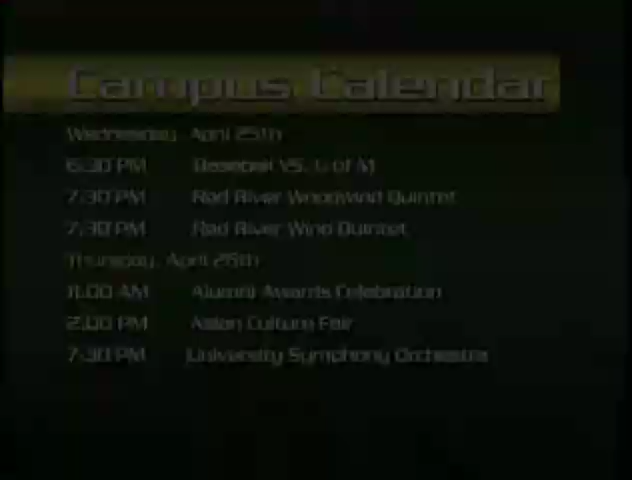 Campus Calendar
Wednesday, April 25th
6:30 PM Baseball VS. U of M
7:30 PM Red River Woodwind Quintet
7:30 PM Red River Wind Quintet
Thursday, April 26th
11:00 AM Alumni Awards Celebration
2:00 PM Asian Culture Fair
7:30 PM University Symphony Orchestra